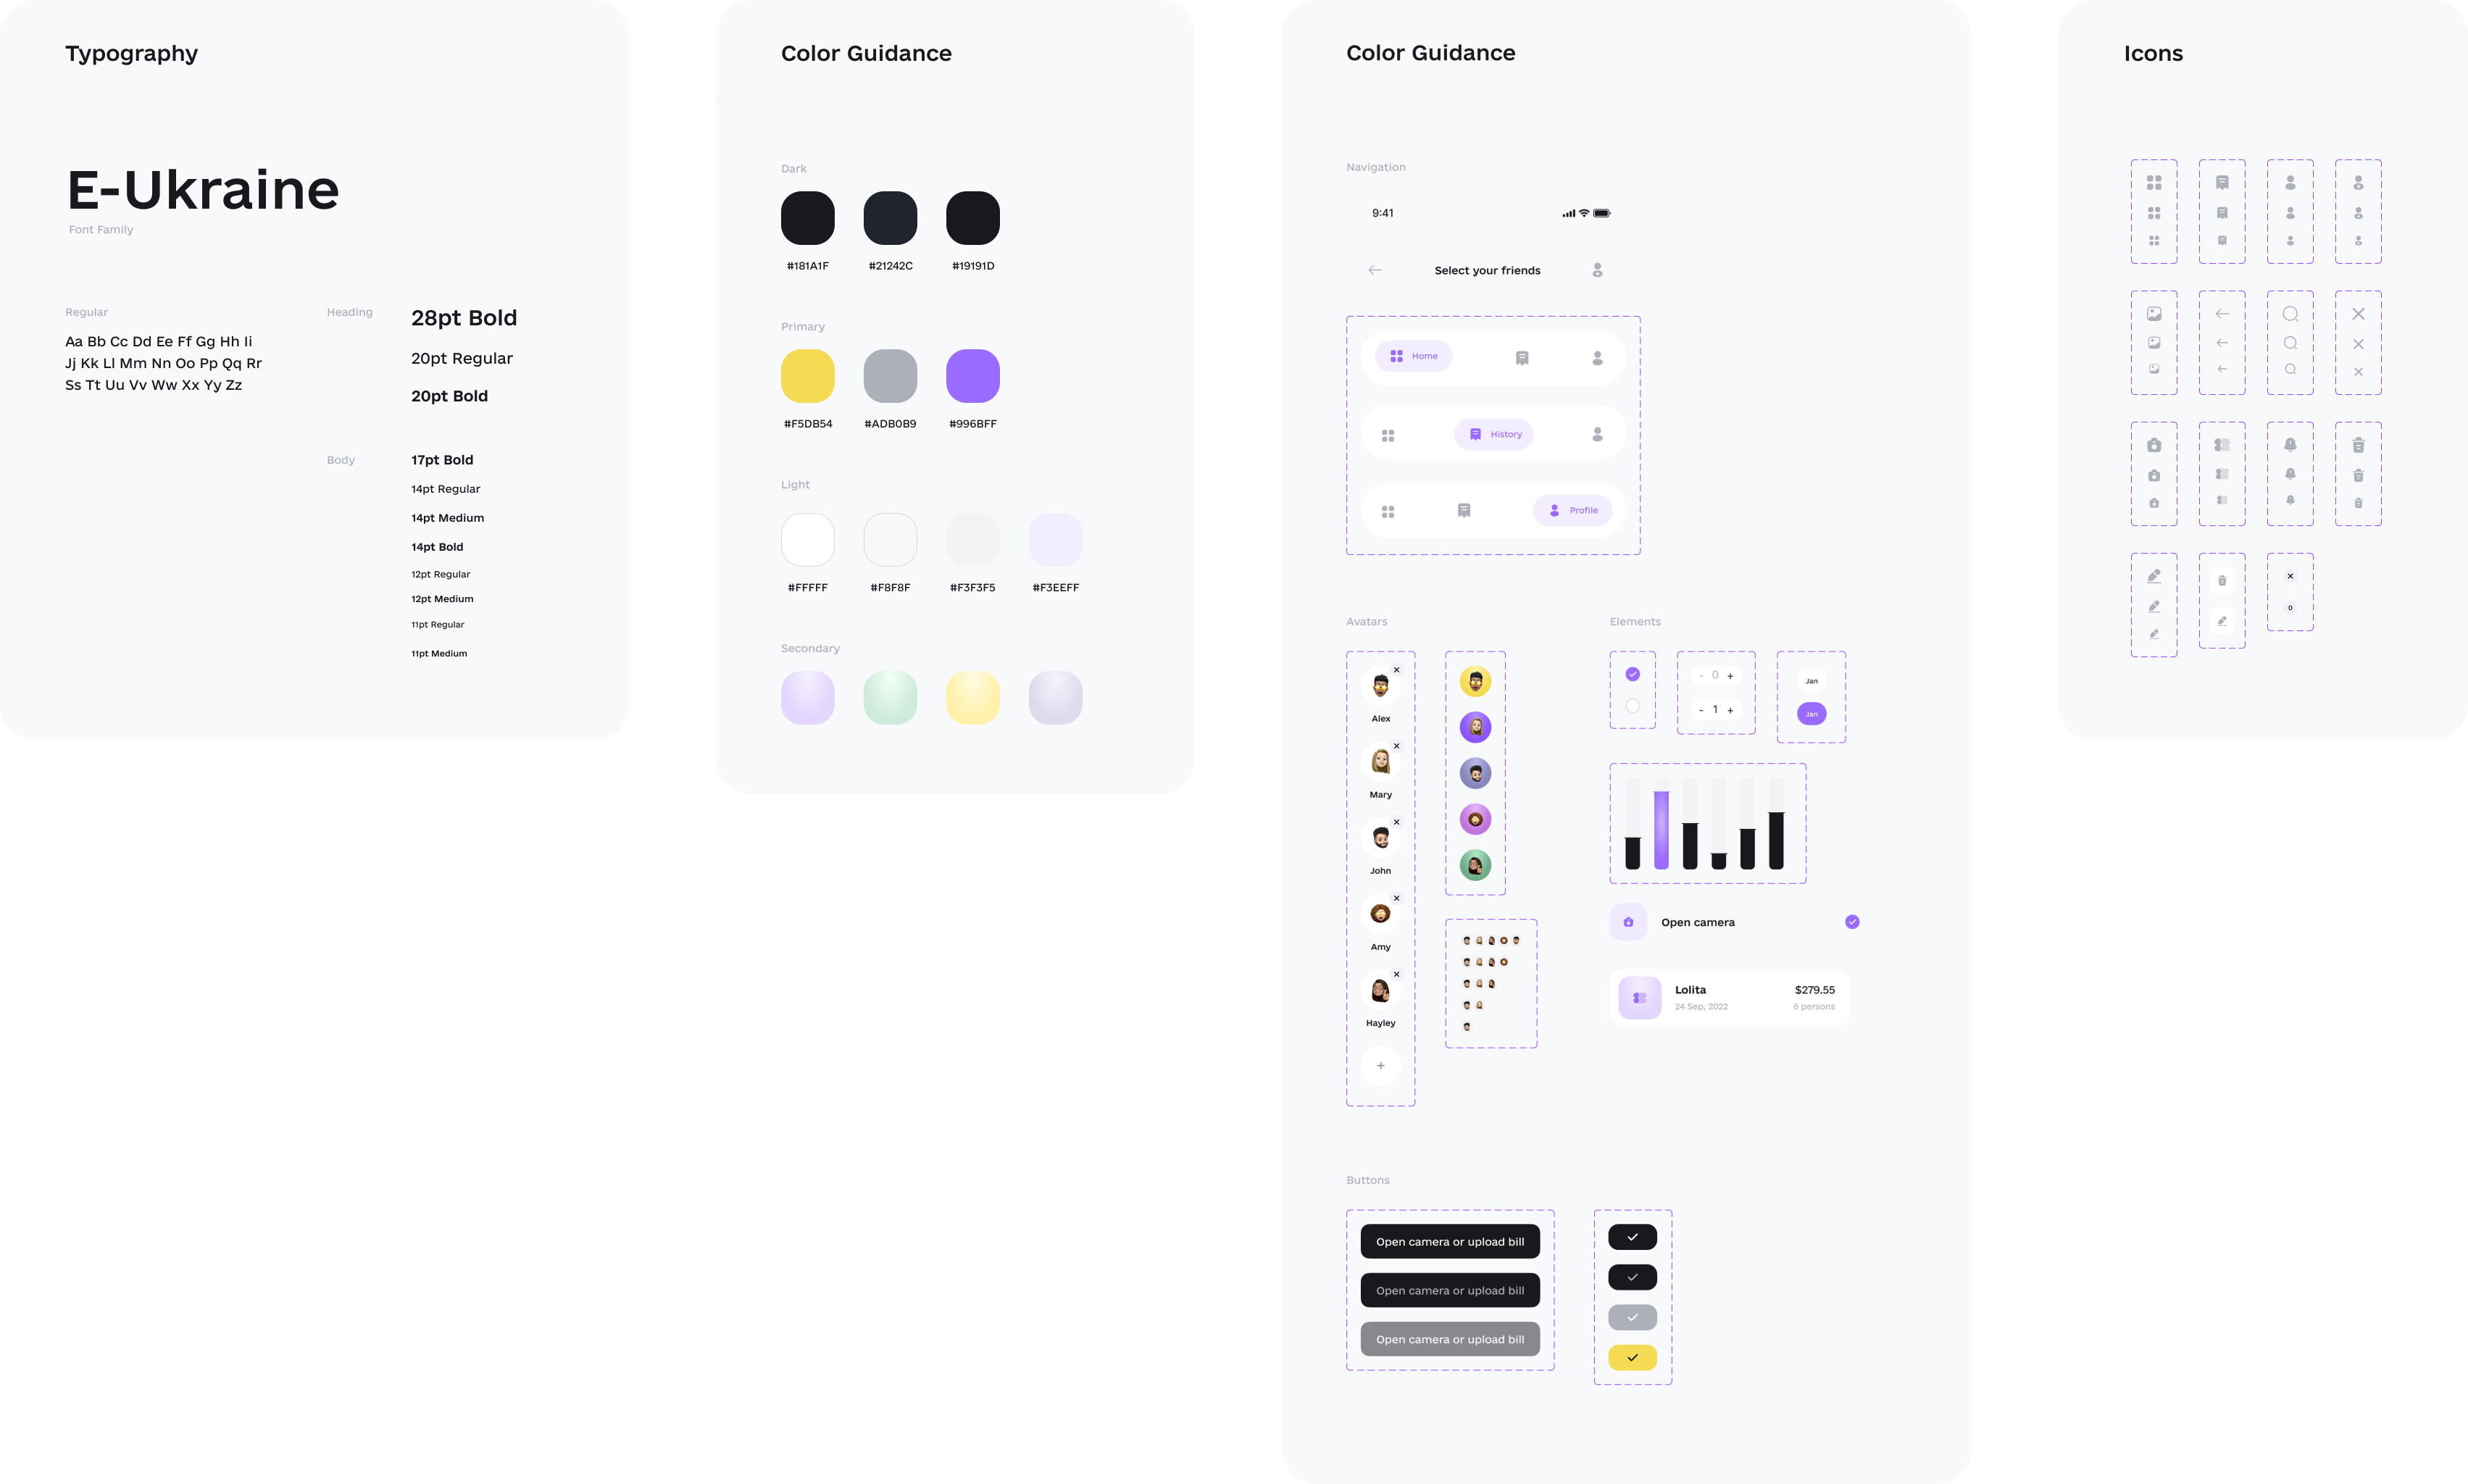 Typography
E-Ukraine
Font Family
Regular
Aa Bb Cc Dd Ee Ff Gg Hh Ii
Jj Kk Ll Mm Nn Oo Pp Qq Rr
Ss Tt Uu Vv Ww Xx Yy Zz
Heading
28pt Bold
20pt Regular
20pt Bold
Body
17pt Bold
14pt Regular
14pt Medium
14pt Bold
12pt Regular
12pt Medium
11pt Regular
11pt Medium
Color Guidance
Dark
#181A1F
#21242C
#19191D
Primary
#F5DB54
#ADB0B9
#996BFF
Light
#FFFFF
#F8F8F
#F3F3F5
#F3EEFF
Secondary
Color Guidance
Navigation
9:41
Select your friends
Home
History
Profile
Avatars
Alex
Mary
John
Amy
Hayley
+
Elements
- 0 +
- 1 +
Jan
Jan
Open camera
Lolita
$279.55
24 Sep, 2022
6 persons
Buttons
Open camera or upload bill
Open camera or upload bill
Open camera or upload bill
Icons
0